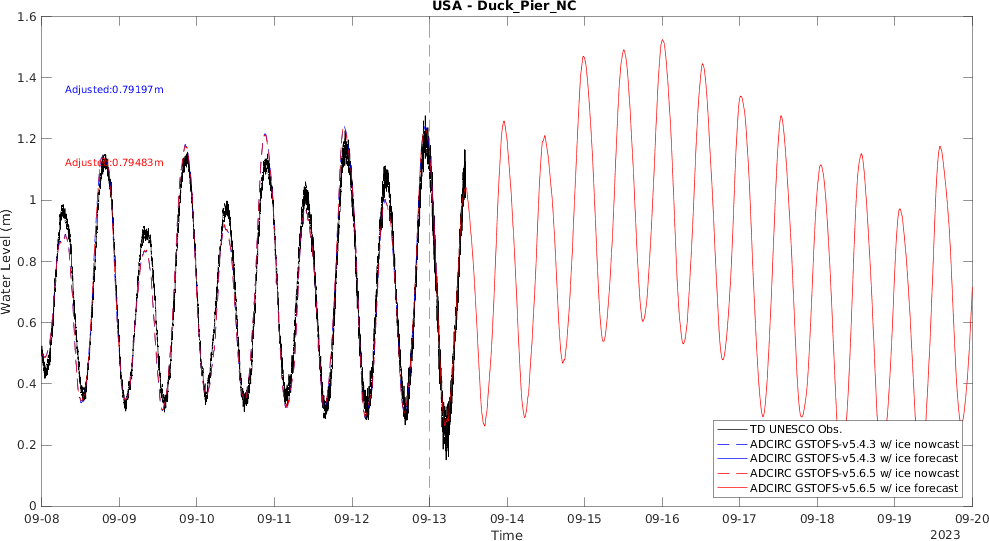 USA - Duck_Pier_NC
1.6
1.4
1.2
1
0.8
0.6
0.4
0.2
0
Water Level (m)
Adjusted:0.79197m
Adjusted:0.79483m
TD UNESCO Obs.
ADCIRC GSTOFS-v5.4.3 w/ ice nowcast
ADCIRC GSTOFS-v5.4.3 w/ ice forecast
ADCIRC GSTOFS-v5.6.5 w/ ice nowcast
ADCIRC GSTOFS-v5.6.5 w/ ice forecast
09-08 09-09 09-10 09-11 09-12 09-13 09-14 09-15 09-16 09-17 09-18 09-19 09-20
Time
2023